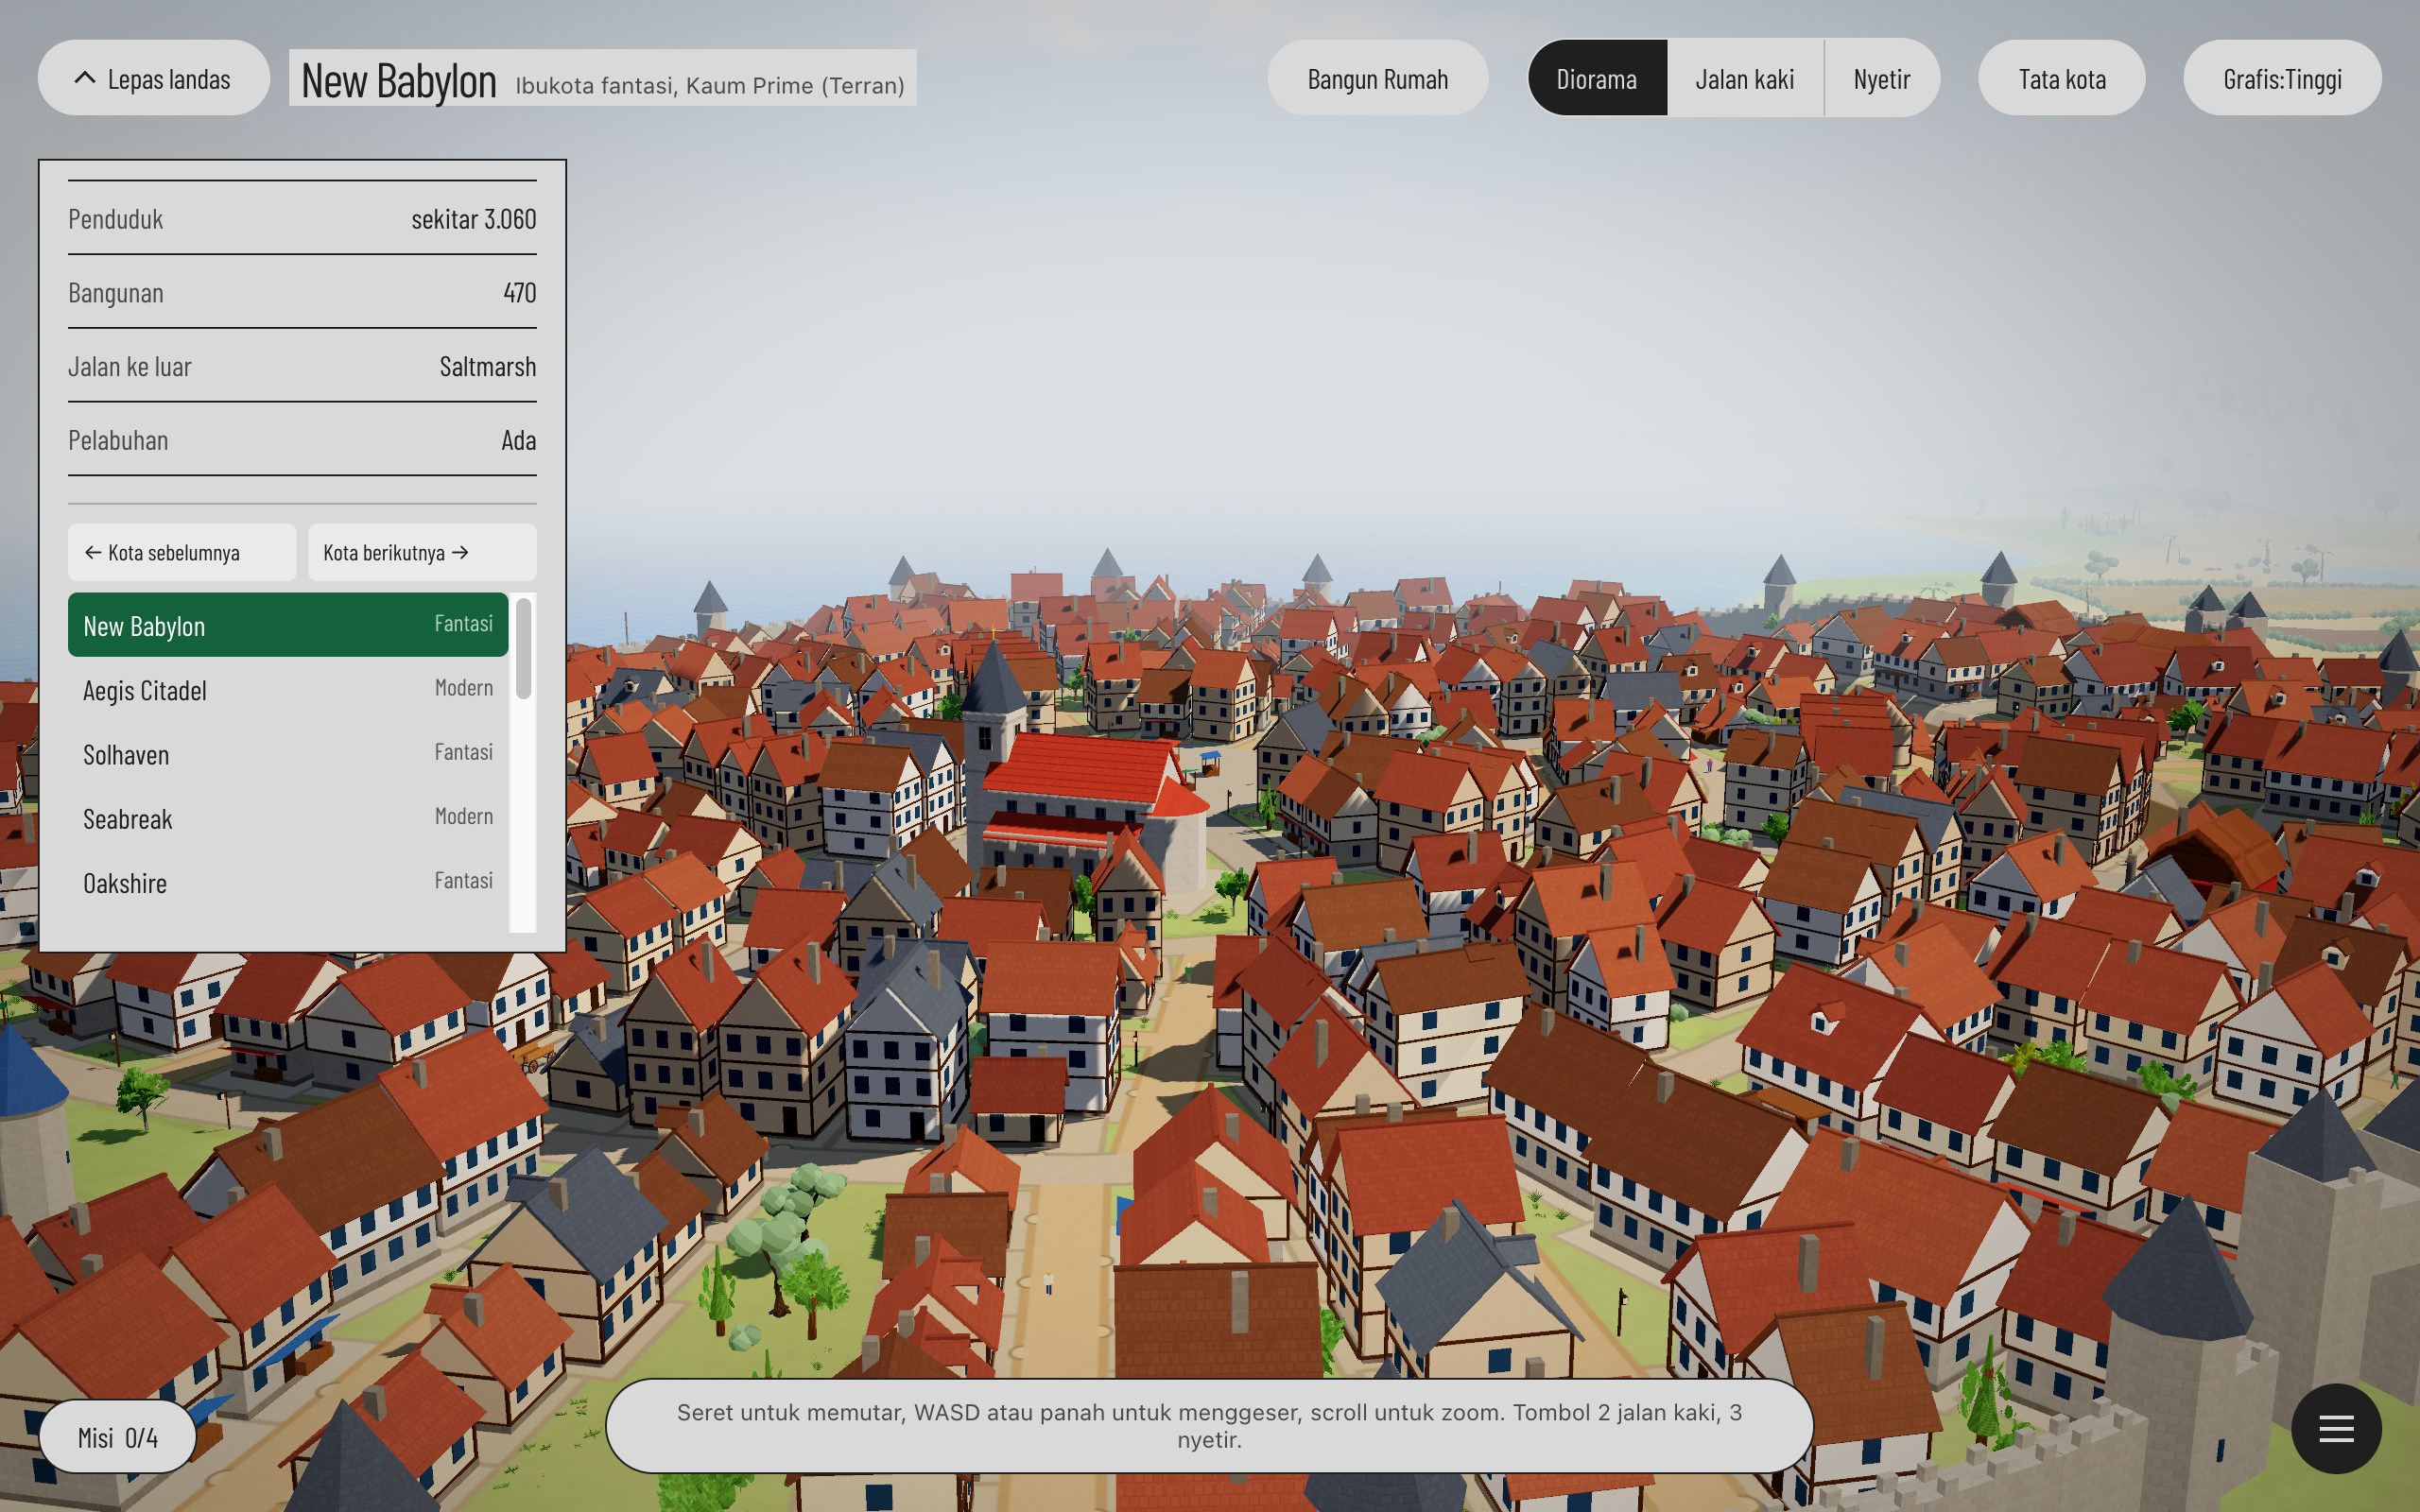 Lepas landas
New Babylon Ibukota fantasi, Kaum Prime (Terran)
Bangun Rumah
Diorama
Jalan kaki
Nyetir
Tata kota
Grafis:Tinggi
Penduduk sekitar 3.060
Bangunan 470
Jalan ke luar Saltmarsh
Pelabuhan Ada
← Kota sebelumnya
Kota berikutnya →
New Babylon Fantasi
Aegis Citadel Modern
Solhaven Fantasi
Seabreak Modern
Oakshire Fantasi
Misi 0/4
Seret untuk memutar, WASD atau panah untuk menggeser, scroll untuk zoom. Tombol 2 jalan kaki, 3
nyetir.